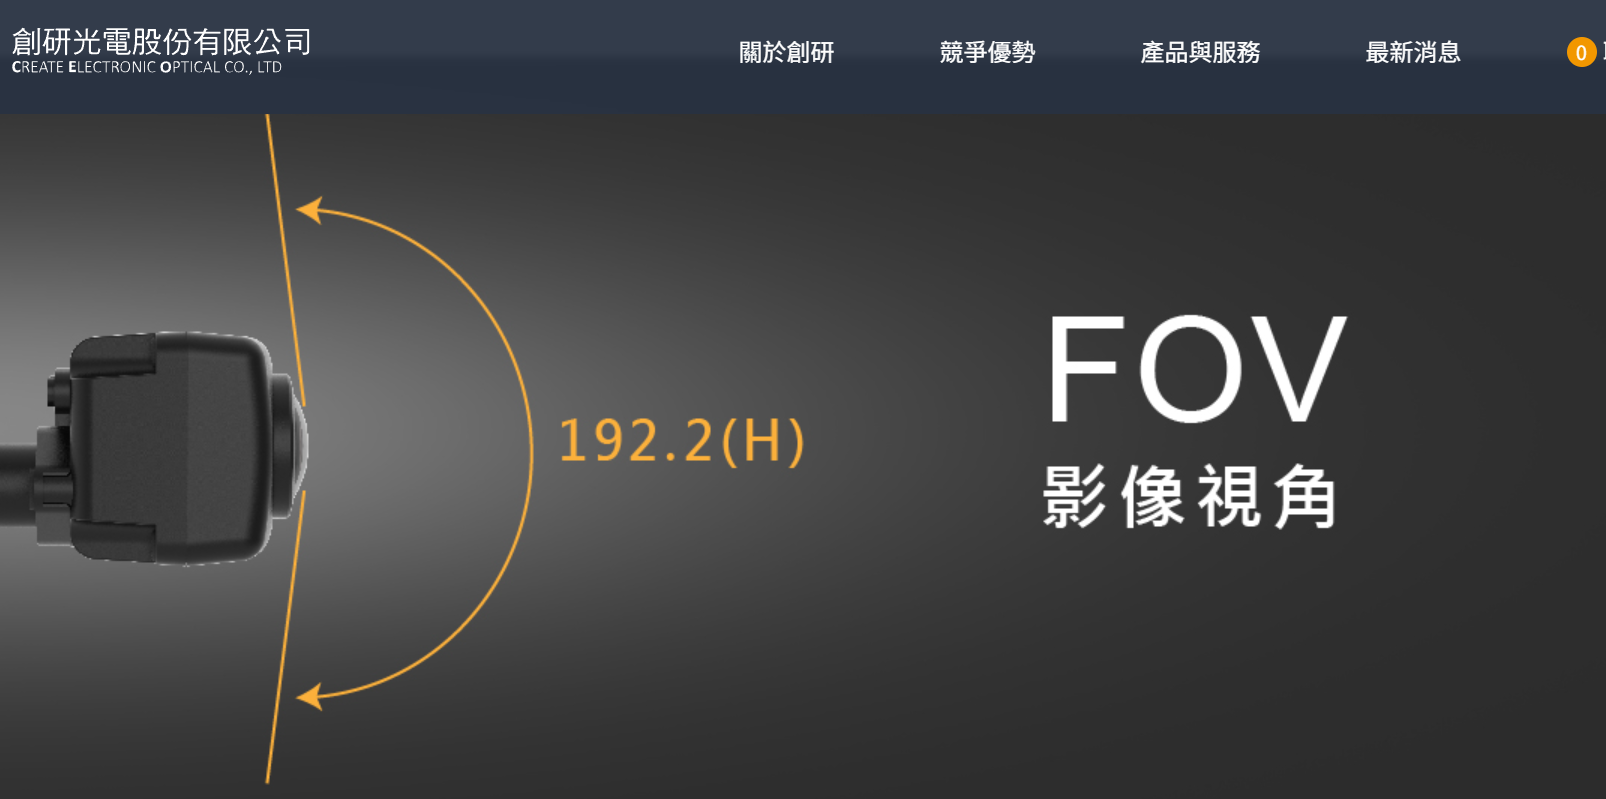 創研光電股份有限公司
CREATE ELECTRONIC OPTICAL CO., LTD
關於創研
競爭優勢
產品與服務
最新消息
0
192.2(H)
FOV
影像視角